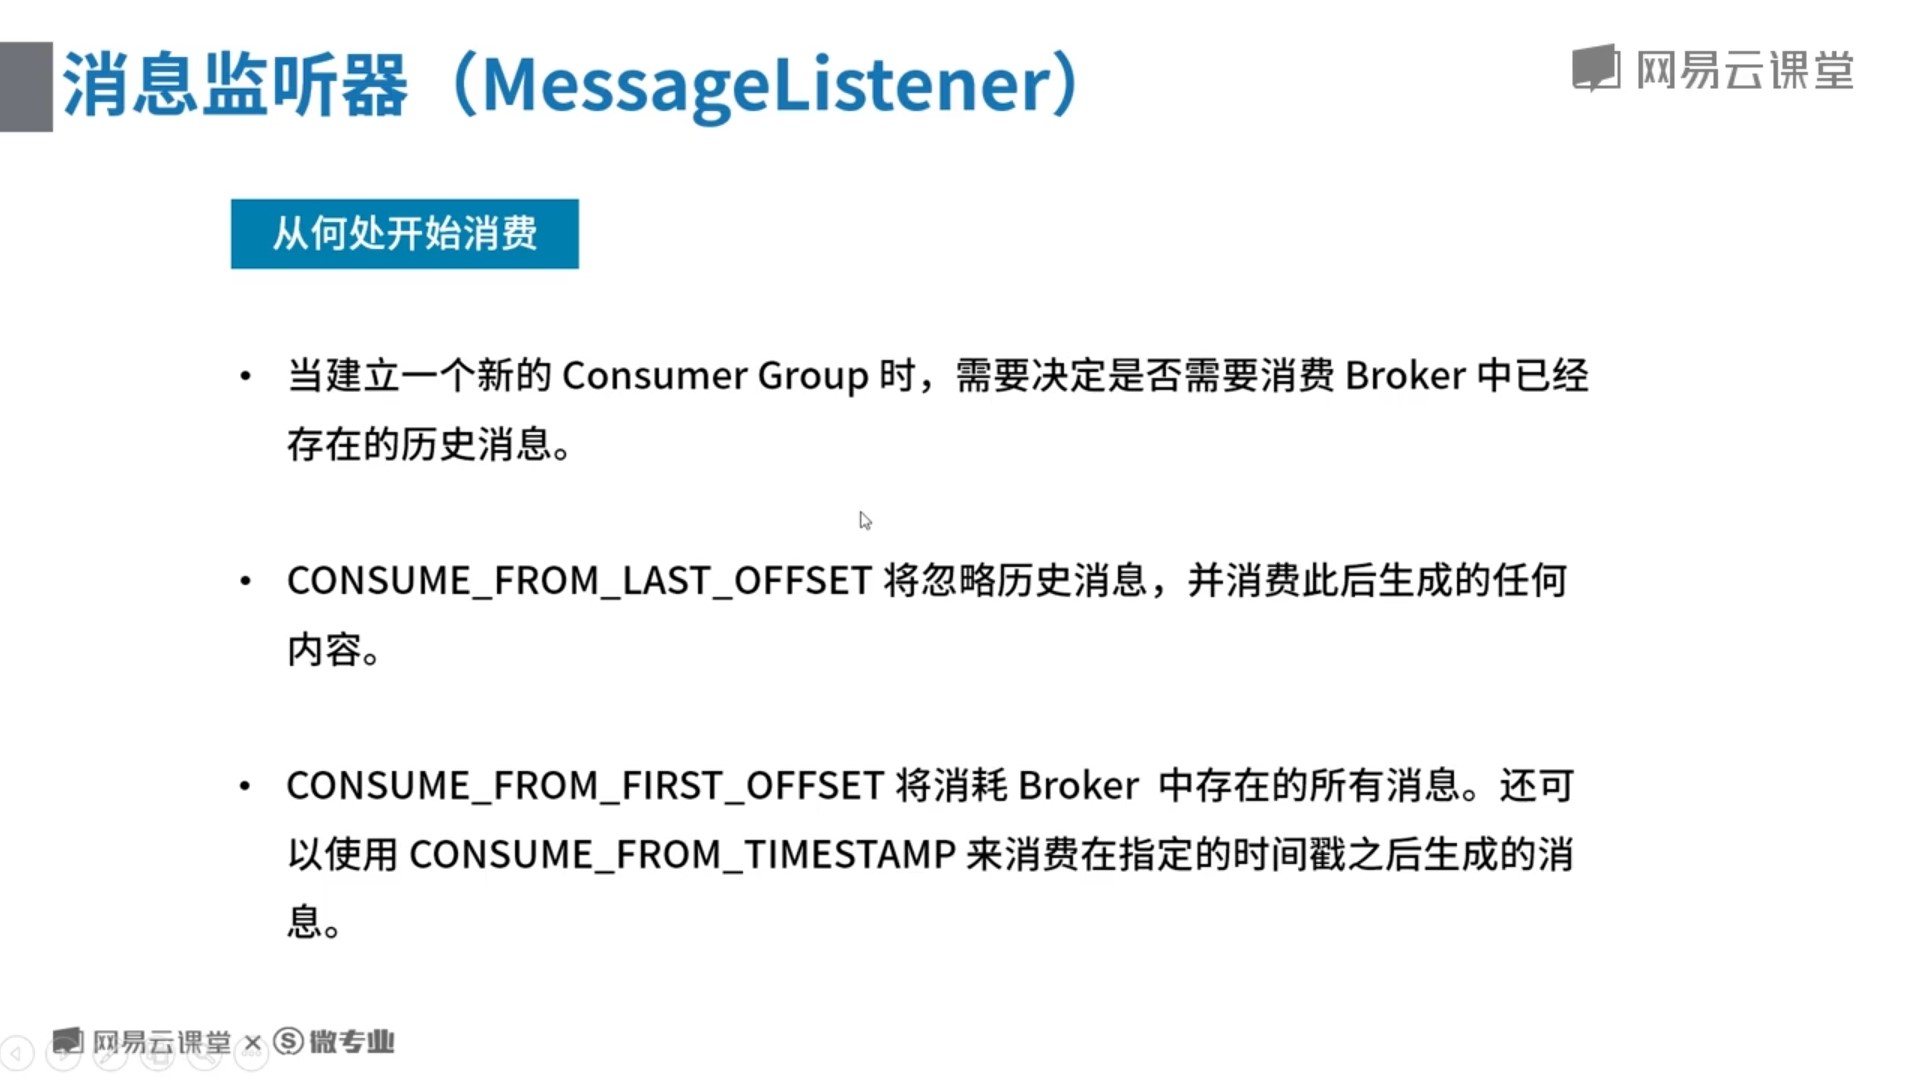 消息监听器（MessageListener）
网易云课堂
从何处开始消费
• 当建立一个新的 Consumer Group 时，需要决定是否需要消费 Broker 中已经
存在的历史消息。
• CONSUME_FROM_LAST_OFFSET 将忽略历史消息，并消费此后生成的任何
内容。
• CONSUME_FROM_FIRST_OFFSET 将消耗 Broker 中存在的所有消息。还可
以使用 CONSUME_FROM_TIMESTAMP 来消费在指定的时间戳之后生成的消
息。
网易云课堂 × 微专业